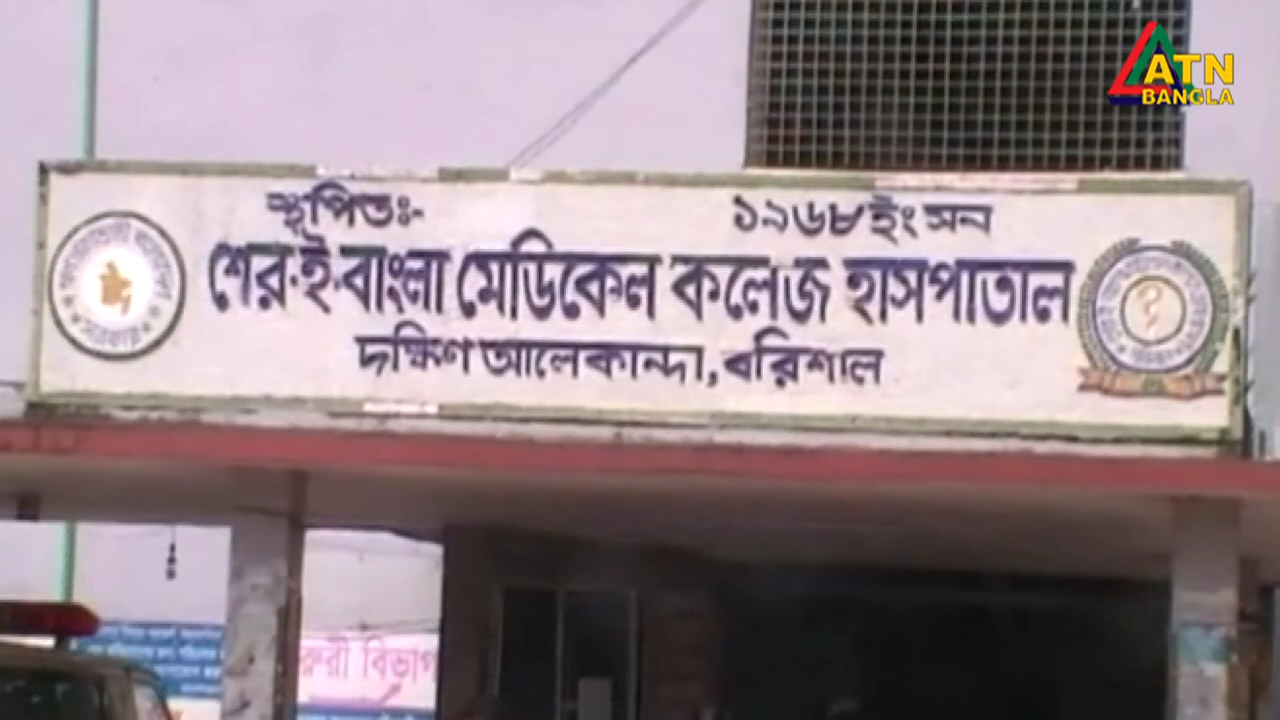 ATN
BANGLA
স্থাপিতঃ- ১৯৬৮ইং সন
শের-ই-বাংলা মেডিকেল কলেজ হাসপাতাল
দক্ষিণ আলেকান্দা, বরিশাল
রুরী বিভাগ